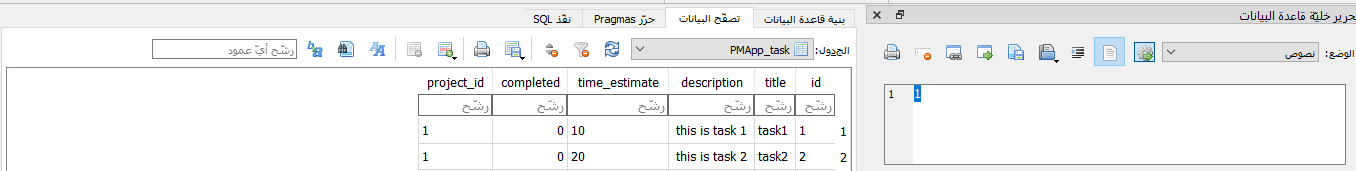 تحرير خليّة قاعدة البيانات
الوضع: نصوص
1 1
بنية قاعدة البيانات تصفّح البيانات حرّر Pragmas نفّذ SQL
الجدول: PMApp_task رشّح أيّ عمود
id title description time_estimate completed project_id
رشّح رشّح رشّح رشّح رشّح رشّح
1 1 task1 this is task 1 10 0 1
2 2 task2 this is task 2 20 0 1